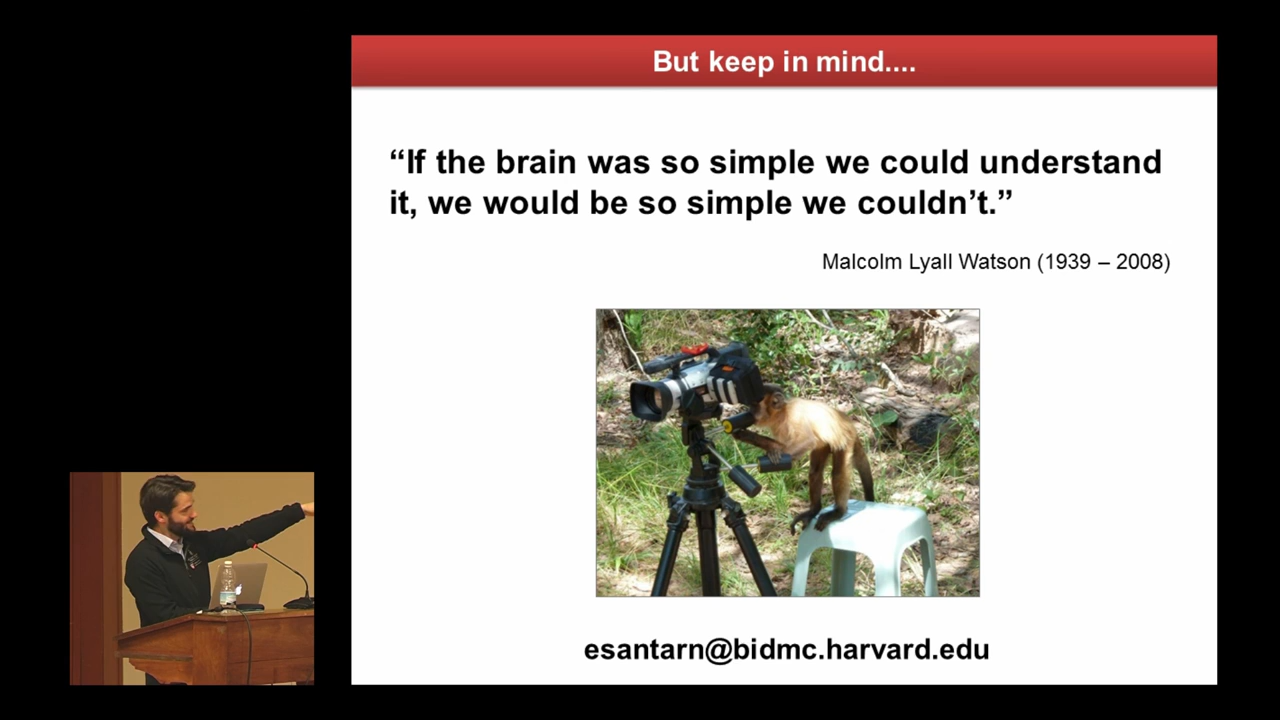 But keep in mind....
“If the brain was so simple we could understand
it, we would be so simple we couldn’t.”
Malcolm Lyall Watson (1939 – 2008)
esantarn@bidmc.harvard.edu